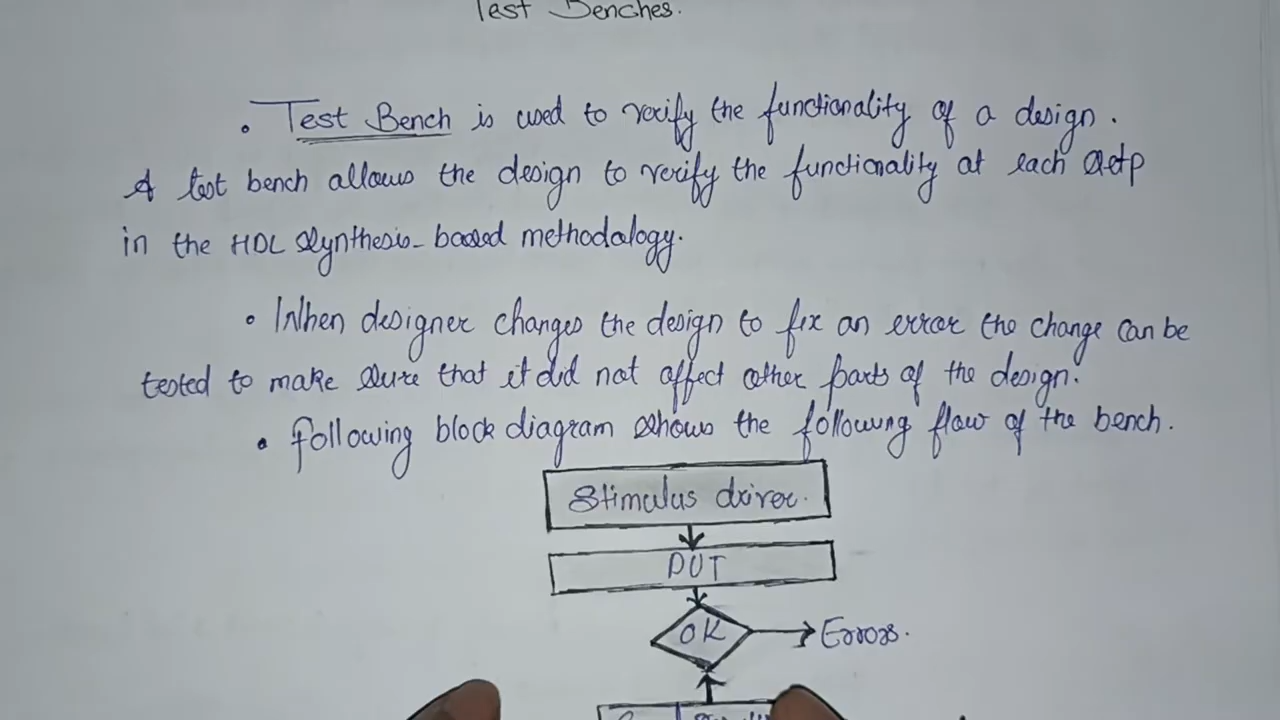 Test Benches.
• Test Bench is used to verify the functionality of a design.
A test bench allows the design to verify the functionality at each step
in the HDL Synthesis-based methodalogy.
• When designer changes the design to fix an error the change can be
tested to make sure that it did not affect other parts of the design.
• following block diagram shows the following flow of the bench.
Stimulus driver.
DUT
OK
Errors.